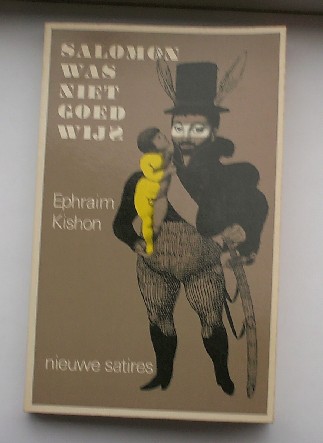 SALOMON
WAS
NIET
GOED
WIJS
Ephraim
Kishon
nieuwe satires